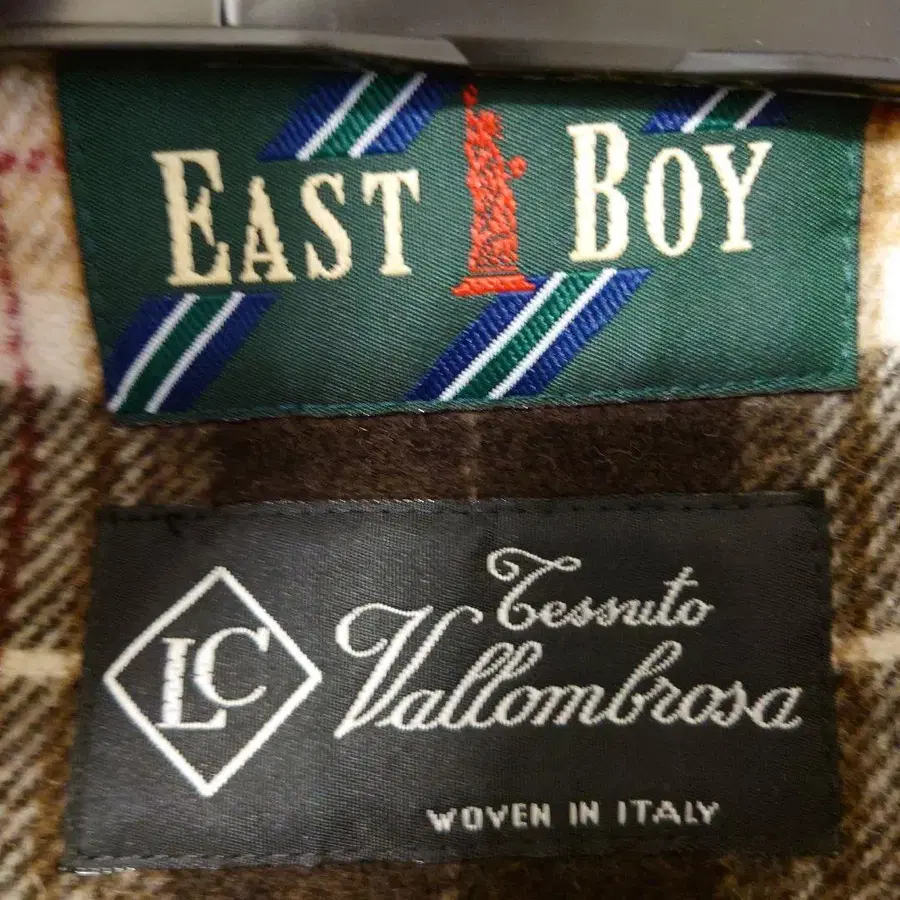 EAST BOY
LC
Tessuto
Vallombrosa
WOVEN IN ITALY